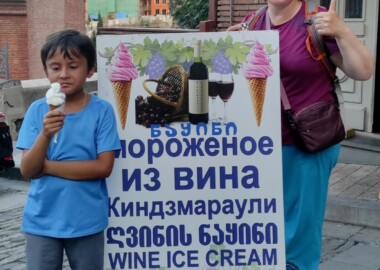 ნაყინი
мороженое
из вина
Киндзмараули
ღვინის ნაყინი
WINE ICE CREAM